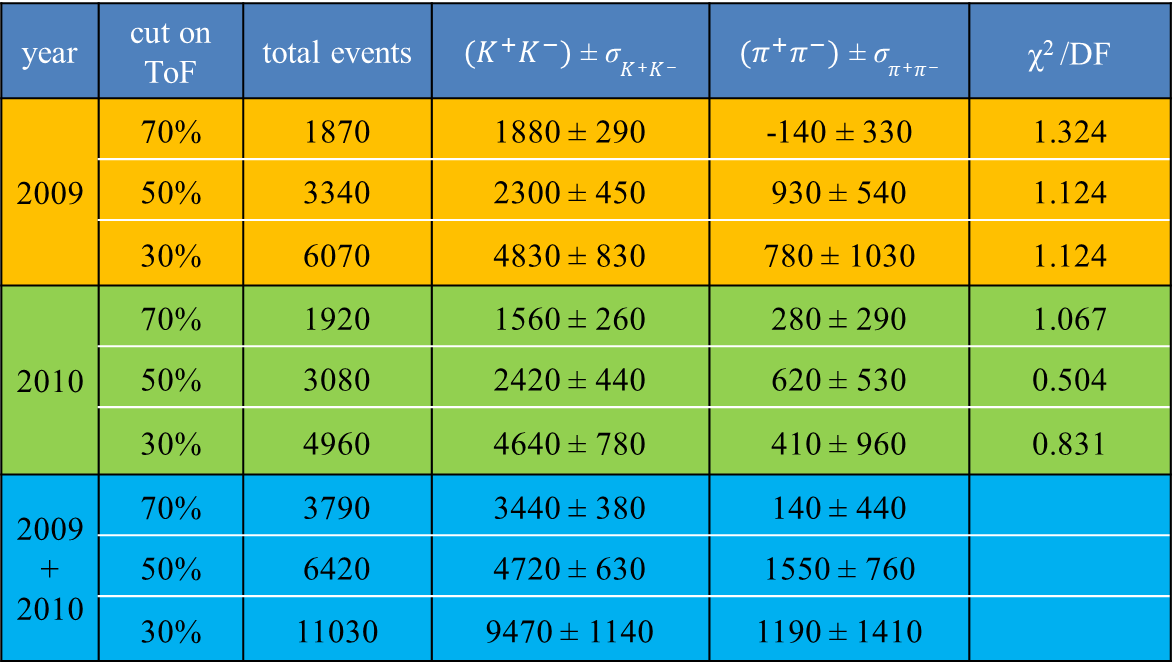 year cut on ToF total events (K⁺K⁻) ± σ_{K⁺K⁻} (π⁺π⁻) ± σ_{π⁺π⁻} χ² /DF
2009
70% 1870 1880 ± 290 -140 ± 330 1.324
50% 3340 2300 ± 450 930 ± 540 1.124
30% 6070 4830 ± 830 780 ± 1030 1.124
2010
70% 1920 1560 ± 260 280 ± 290 1.067
50% 3080 2420 ± 440 620 ± 530 0.504
30% 4960 4640 ± 780 410 ± 960 0.831
2009
+
2010
70% 3790 3440 ± 380 140 ± 440
50% 6420 4720 ± 630 1550 ± 760
30% 11030 9470 ± 1140 1190 ± 1410